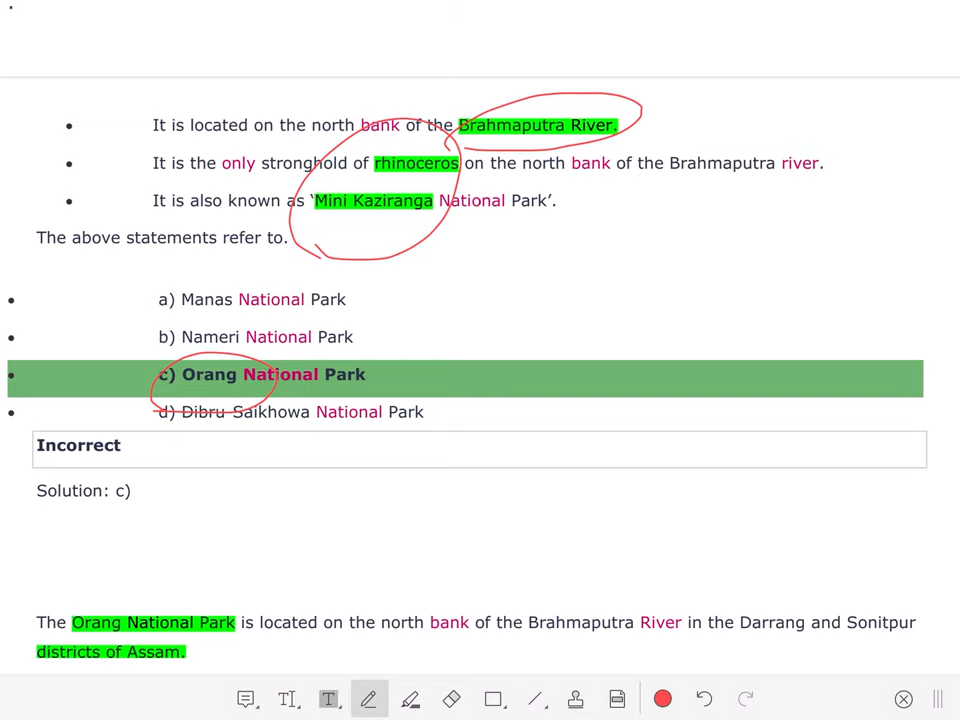 It is located on the north bank of the Brahmaputra River.
It is the only stronghold of rhinoceros on the north bank of the Brahmaputra river.
It is also known as ‘Mini Kaziranga National Park’.
The above statements refer to.
a) Manas National Park
b) Nameri National Park
c) Orang National Park
d) Dibru Saikhowa National Park
Incorrect
Solution: c)
The Orang National Park is located on the north bank of the Brahmaputra River in the Darrang and Sonitpur
districts of Assam.